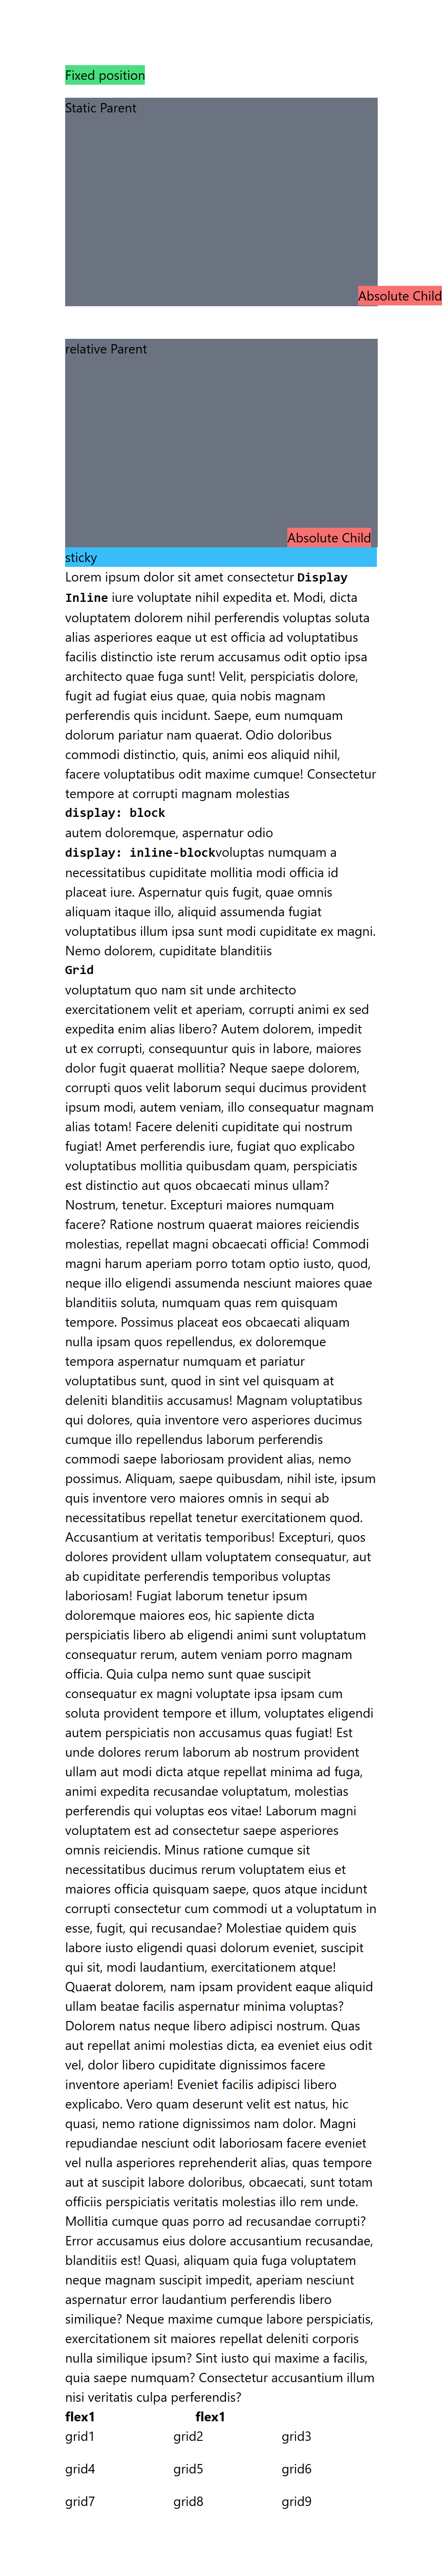 Fixed position
Static Parent
Absolute Child
relative Parent
Absolute Child
sticky
Lorem ipsum dolor sit amet consectetur Display
Inline iure voluptate nihil expedita et. Modi, dicta
voluptatem dolorem nihil perferendis voluptas soluta
alias asperiores eaque ut est officia ad voluptatibus
facilis distinctio iste rerum accusamus odit optio ipsa
architecto quae fuga sunt! Velit, perspiciatis dolore,
fugit ad fugiat eius quae, quia nobis magnam
perferendis quis incidunt. Saepe, eum numquam
dolorum pariatur nam quaerat. Odio doloribus
commodi distinctio, quis, animi eos aliquid nihil,
facere voluptatibus odit maxime cumque! Consectetur
tempore at corrupti magnam molestias
display: block
autem doloremque, aspernatur odio
display: inline-blockvoluptas numquam a
necessitatibus cupiditate mollitia modi officia id
placeat iure. Aspernatur quis fugit, quae omnis
aliquam itaque illo, aliquid assumenda fugiat
voluptatibus illum ipsa sunt modi cupiditate ex magni.
Nemo dolorem, cupiditate blanditiis
Grid
voluptatum quo nam sit unde architecto
exercitationem velit et aperiam, corrupti animi ex sed
expedita enim alias libero? Autem dolorem, impedit
ut ex corrupti, consequuntur quis in labore, maiores
dolor fugit quaerat mollitia? Neque saepe dolorem,
corrupti quos velit laborum sequi ducimus provident
ipsum modi, autem veniam, illo consequatur magnam
alias totam! Facere deleniti cupiditate qui nostrum
fugiat! Amet perferendis iure, fugiat quo explicabo
voluptatibus mollitia quibusdam quam, perspiciatis
est distinctio aut quos obcaecati minus ullam?
Nostrum, tenetur. Excepturi maiores numquam
facere? Ratione nostrum quaerat maiores reiciendis
molestias, repellat magni obcaecati officia! Commodi
magni harum aperiam porro totam optio iusto, quod,
neque illo eligendi assumenda nesciunt maiores quae
blanditiis soluta, numquam quas rem quisquam
tempore. Possimus placeat eos obcaecati aliquam
nulla ipsam quos repellendus, ex doloremque
tempora aspernatur numquam et pariatur
voluptatibus sunt, quod in sint vel quisquam at
deleniti blanditiis accusamus! Magnam voluptatibus
qui dolores, quia inventore vero asperiores ducimus
cumque illo repellendus laborum perferendis
commodi saepe laboriosam provident alias, nemo
possimus. Aliquam, saepe quibusdam, nihil iste, ipsum
quis inventore vero maiores omnis in sequi ab
necessitatibus repellat tenetur exercitationem quod.
Accusantium at veritatis temporibus! Excepturi, quos
dolores provident ullam voluptatem consequatur, aut
ab cupiditate perferendis temporibus voluptas
laboriosam! Fugiat laborum tenetur ipsum
doloremque maiores eos, hic sapiente dicta
perspiciatis libero ab eligendi animi sunt voluptatum
consequatur rerum, autem veniam porro magnam
officia. Quia culpa nemo sunt quae suscipit
consequatur ex magni voluptate ipsa ipsam cum
soluta provident tempore et illum, voluptates eligendi
autem perspiciatis non accusamus quas fugiat! Est
unde dolores rerum laborum ab nostrum provident
ullam aut modi dicta atque repellat minima ad fuga,
animi expedita recusandae voluptatum, molestias
perferendis qui voluptas eos vitae! Laborum magni
voluptatem est ad consectetur saepe asperiores
omnis reiciendis. Minus ratione cumque sit
necessitatibus ducimus rerum voluptatem eius et
maiores officia quisquam saepe, quos atque incidunt
corrupti consectetur cum commodi ut a voluptatum in
esse, fugit, qui recusandae? Molestiae quidem quis
labore iusto eligendi quasi dolorum eveniet, suscipit
qui sit, modi laudantium, exercitationem atque!
Quaerat dolorem, nam ipsam provident eaque aliquid
ullam beatae facilis aspernatur minima voluptas?
Dolorem natus neque libero adipisci nostrum. Quas
aut repellat animi molestias dicta, ea eveniet eius odit
vel, dolor libero cupiditate dignissimos facere
inventore aperiam! Eveniet facilis adipisci libero
explicabo. Vero quam deserunt velit est natus, hic
quasi, nemo ratione dignissimos nam dolor. Magni
repudiandae nesciunt odit laboriosam facere eveniet
vel nulla asperiores reprehenderit alias, quas tempore
aut at suscipit labore doloribus, obcaecati, sunt totam
officiis perspiciatis veritatis molestias illo rem unde.
Mollitia cumque quas porro ad recusandae corrupti?
Error accusamus eius dolore accusantium recusandae,
blanditiis est! Quasi, aliquam quia fuga voluptatem
neque magnam suscipit impedit, aperiam nesciunt
aspernatur error laudantium perferendis libero
similique? Neque maxime cumque labore perspiciatis,
exercitationem sit maiores repellat deleniti corporis
nulla similique ipsum? Sint iusto qui maxime a facilis,
quia saepe numquam? Consectetur accusantium illum
nisi veritatis culpa perferendis?
flex1 flex1
grid1 grid2 grid3
grid4 grid5 grid6
grid7 grid8 grid9